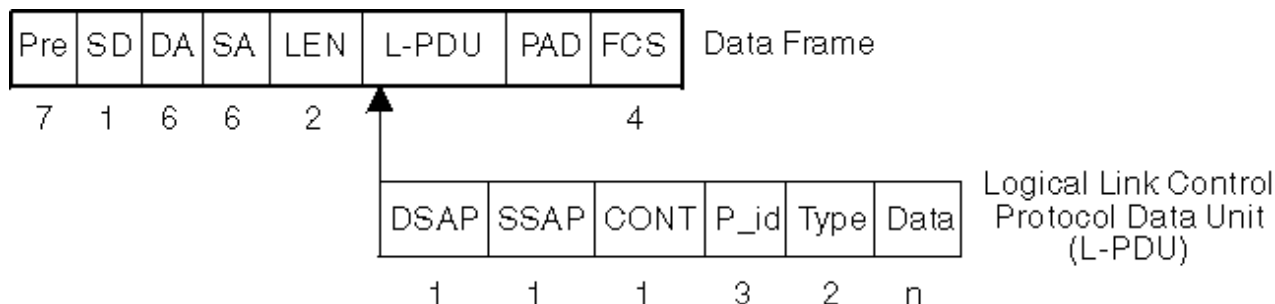 Pre SD DA SA LEN L-PDU PAD FCS Data Frame
7 1 6 6 2 4
DSAP SSAP CONT P_id Type Data Logical Link Control
Protocol Data Unit
(L-PDU)
1 1 1 3 2 n